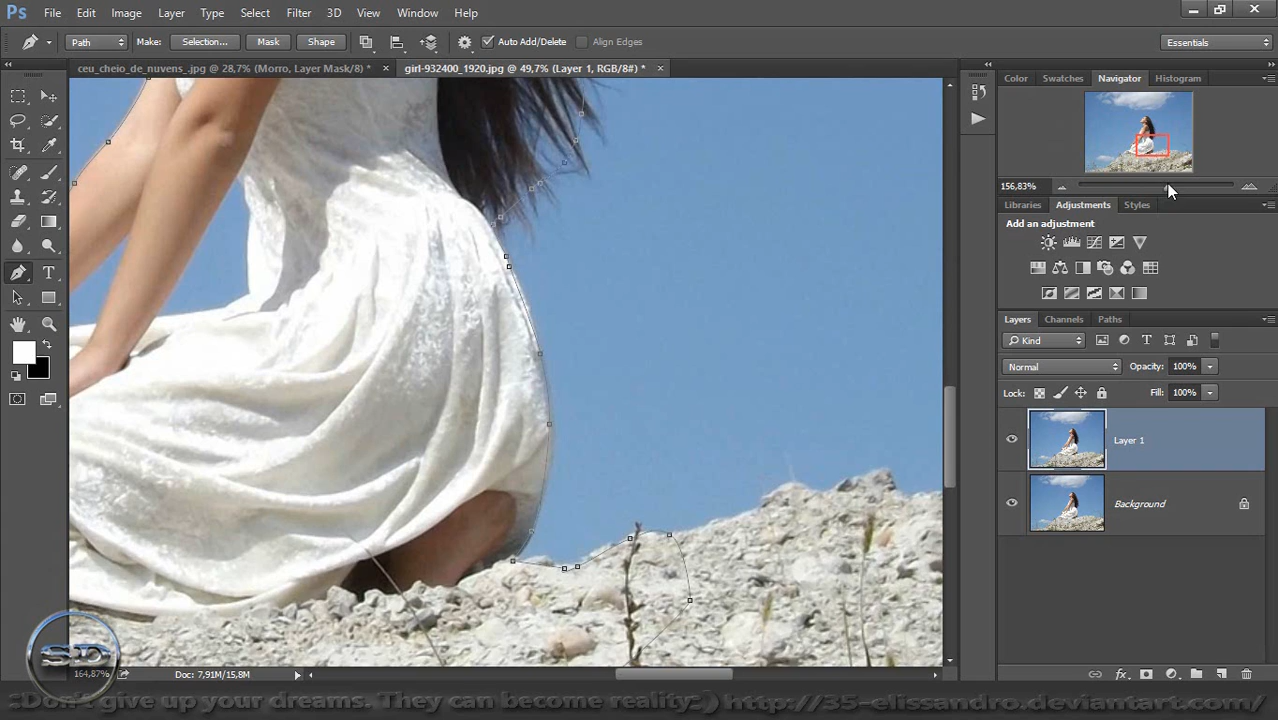 Ps File Edit Image Layer Type Select Filter 3D View Window Help
Path Make: Selection... Mask Shape Auto Add/Delete Align Edges Essentials
ceu_cheio_de_nuvens_.jpg @ 28,7% (Morro, Layer Mask/8) * × girl-932400_1920.jpg @ 49,7% (Layer 1, RGB/8#) * ×
Color Swatches Navigator Histogram
156,83%
Libraries Adjustments Styles
Add an adjustment
Layers Channels Paths
Kind
Normal Opacity: 100%
Lock: Fill: 100%
Layer 1
Background
164,87% Doc: 7,91M/15,8M
SD
:Don't give up your dreams. They can become reality:) http://35-elissandro.deviantart.com/